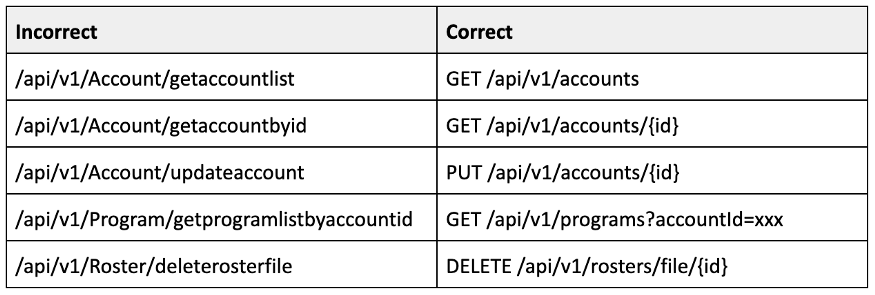 Incorrect Correct
/api/v1/Account/getaccountlist GET /api/v1/accounts
/api/v1/Account/getaccountbyid GET /api/v1/accounts/{id}
/api/v1/Account/updateaccount PUT /api/v1/accounts/{id}
/api/v1/Program/getprogramlistbyaccountid GET /api/v1/programs?accountId=xxx
/api/v1/Roster/deleterosterfile DELETE /api/v1/rosters/file/{id}